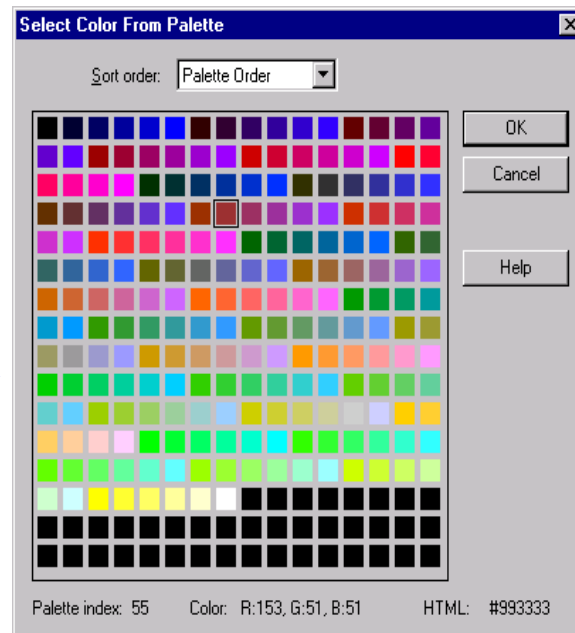 Select Color From Palette
Sort order: Palette Order
OK
Cancel
Help
Palette index: 55 Color: R:153, G:51, B:51 HTML: #993333